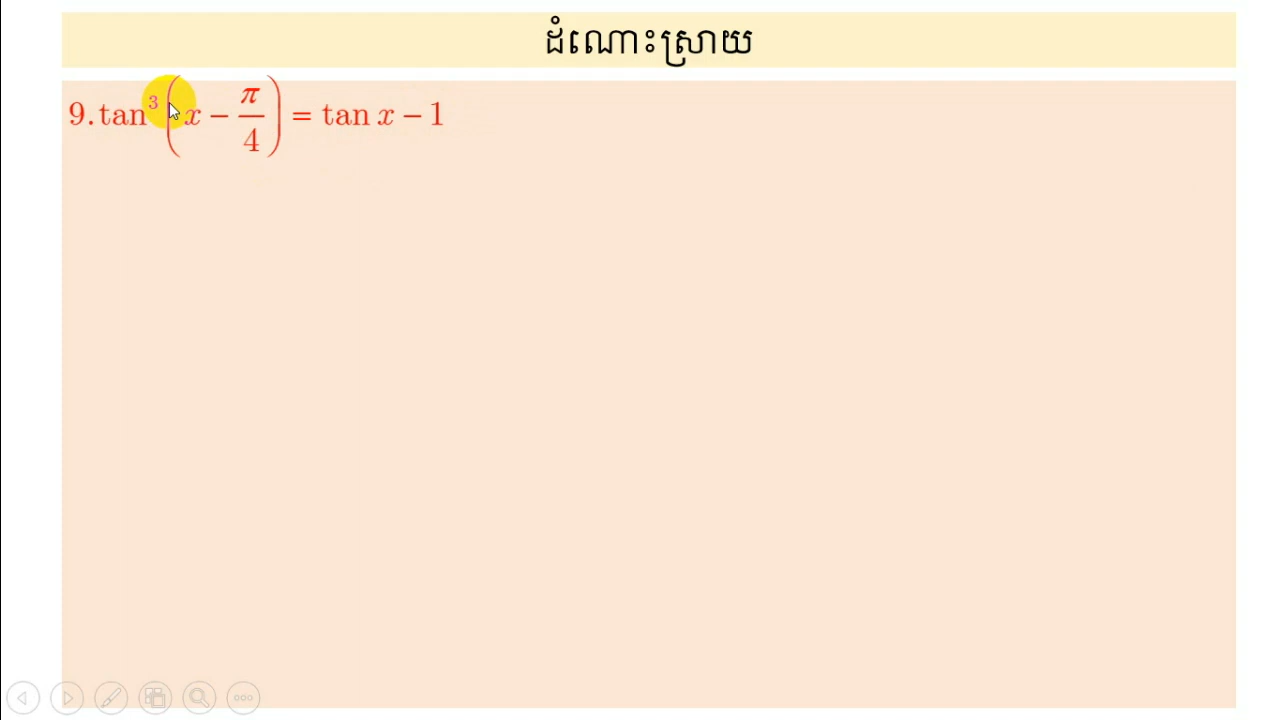 ដំណោះស្រាយ
9. tan³(x − π/4) = tan x − 1